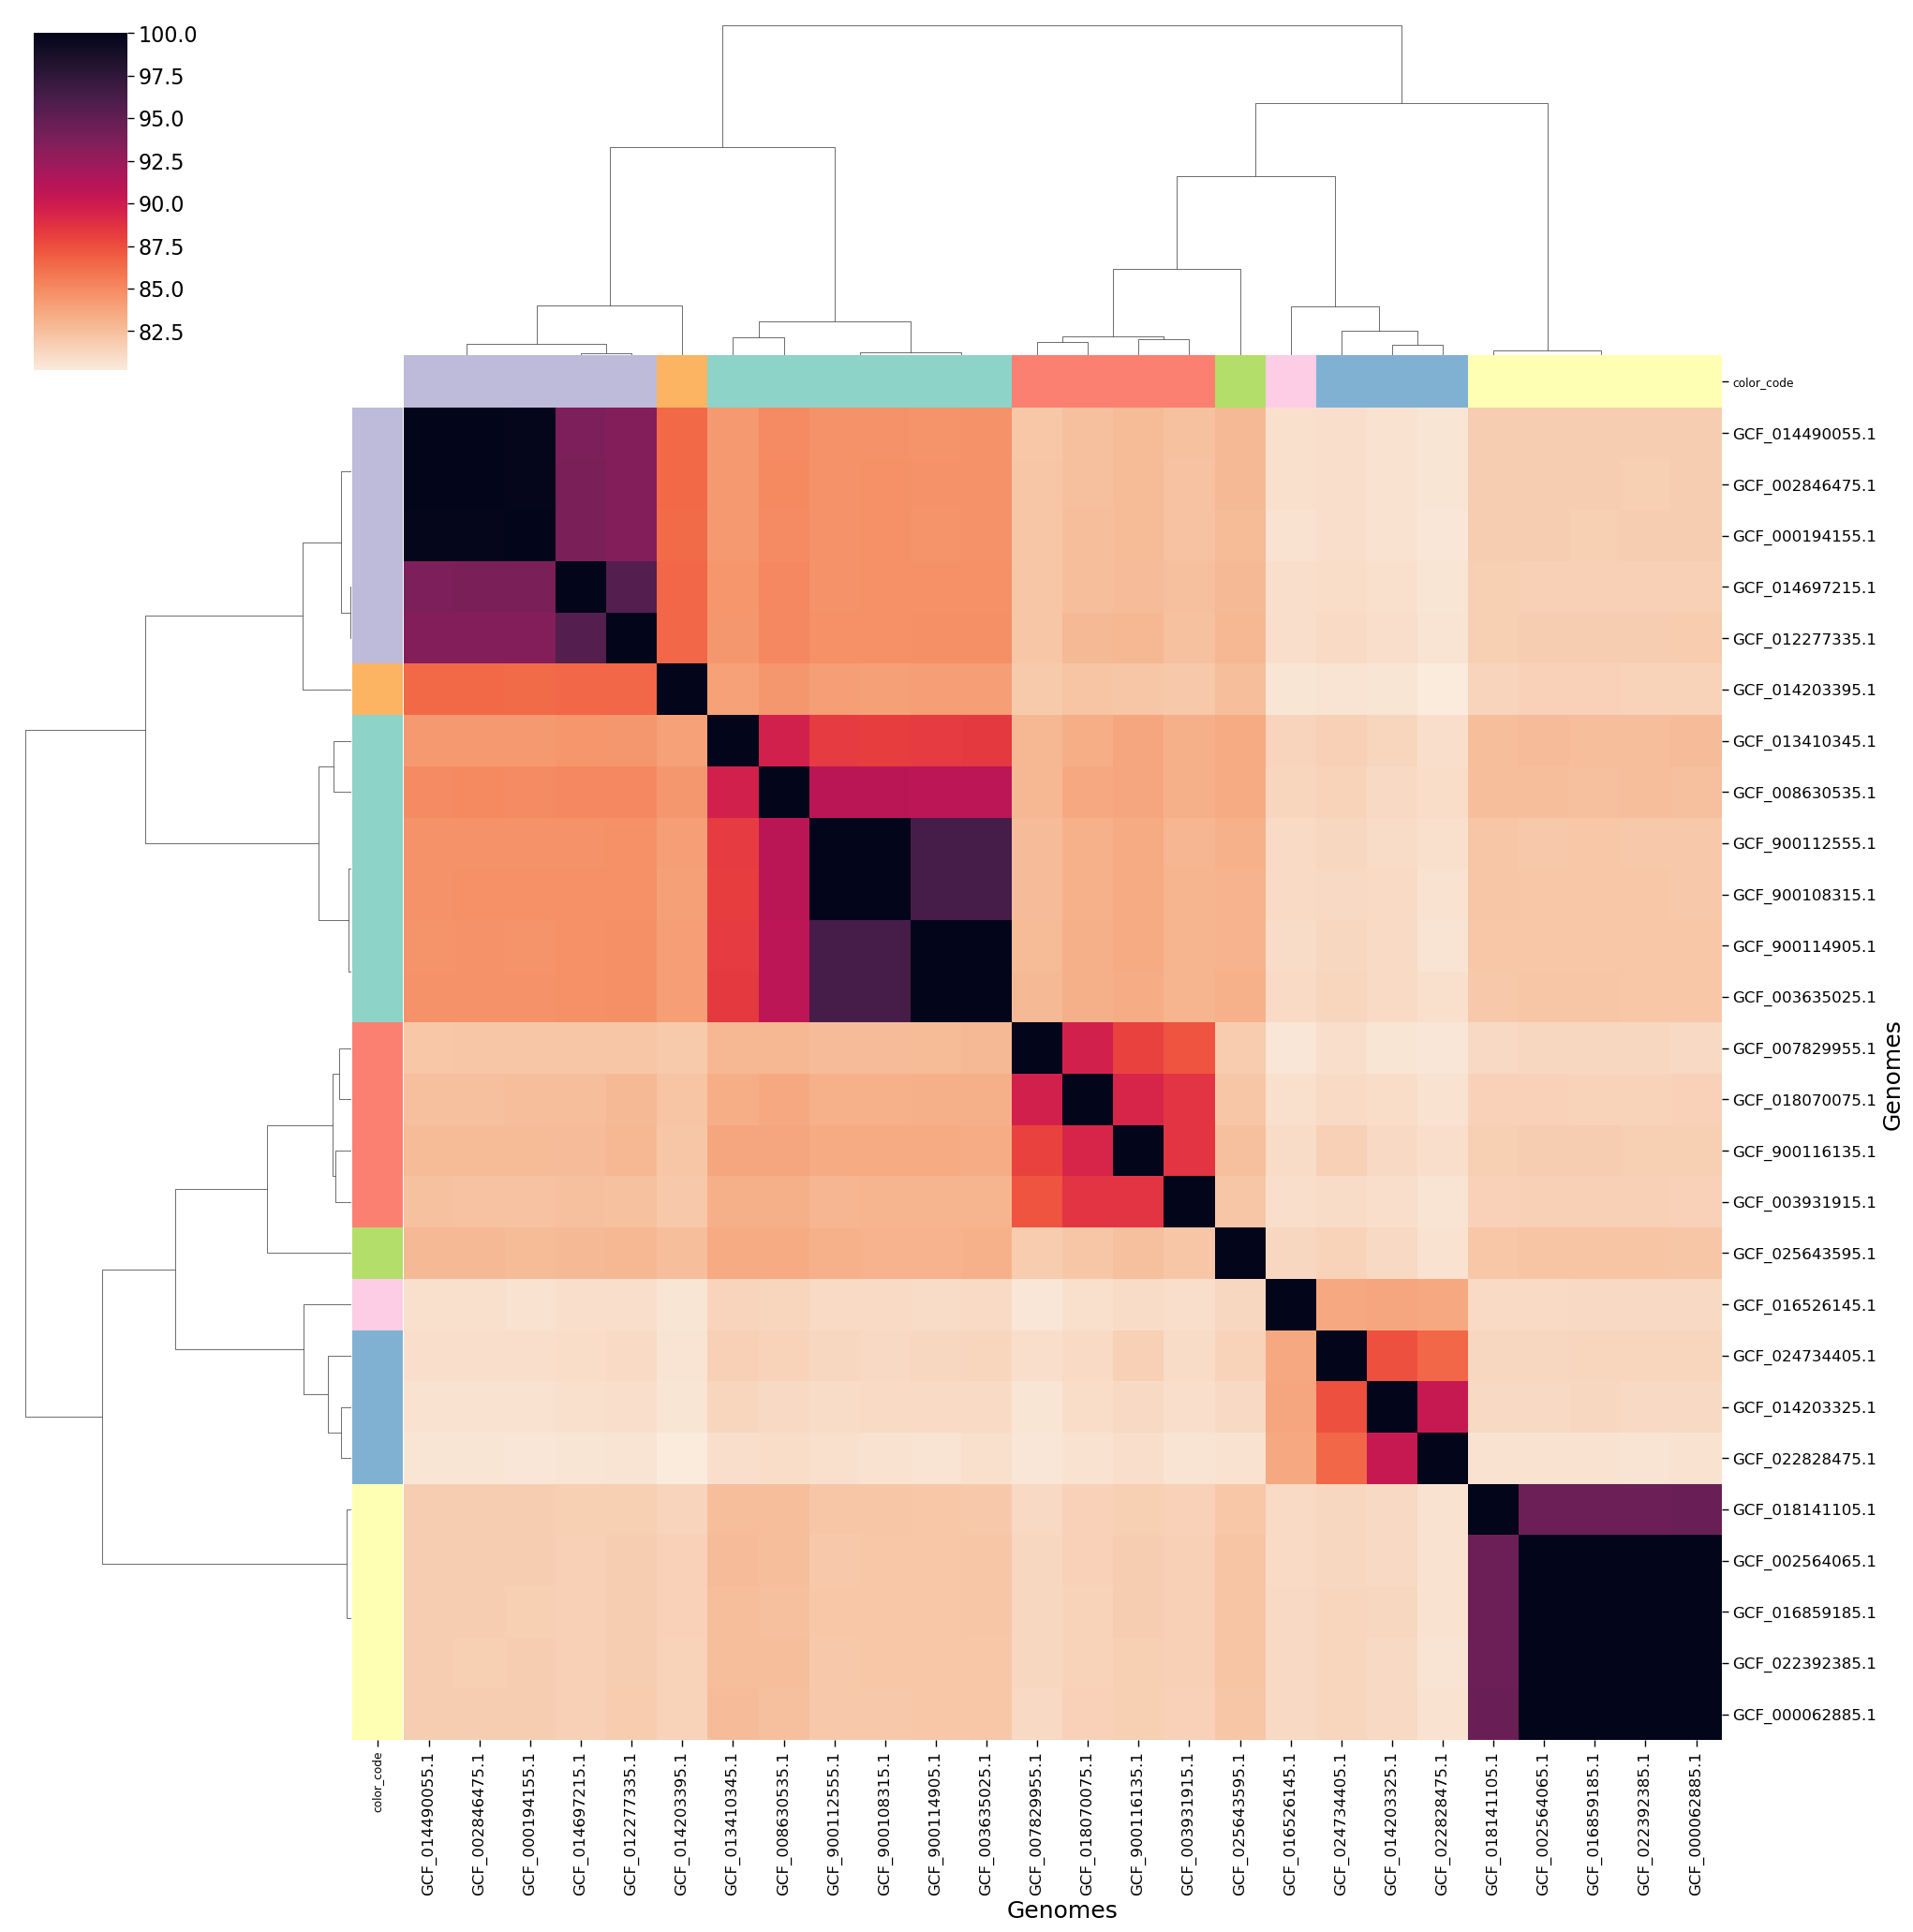 100.0
97.5
95.0
92.5
90.0
87.5
85.0
82.5
color_code
GCF_014490055.1
GCF_002846475.1
GCF_000194155.1
GCF_014697215.1
GCF_012277335.1
GCF_014203395.1
GCF_013410345.1
GCF_008630535.1
GCF_900112555.1
GCF_900108315.1
GCF_900114905.1
GCF_003635025.1
GCF_007829955.1
GCF_018070075.1
GCF_900116135.1
GCF_003931915.1
GCF_025643595.1
GCF_016526145.1
GCF_024734405.1
GCF_014203325.1
GCF_022828475.1
GCF_018141105.1
GCF_002564065.1
GCF_016859185.1
GCF_022392385.1
GCF_000062885.1
Genomes
color_code
GCF_014490055.1
GCF_002846475.1
GCF_000194155.1
GCF_014697215.1
GCF_012277335.1
GCF_014203395.1
GCF_013410345.1
GCF_008630535.1
GCF_900112555.1
GCF_900108315.1
GCF_900114905.1
GCF_003635025.1
GCF_007829955.1
GCF_018070075.1
GCF_900116135.1
GCF_003931915.1
GCF_025643595.1
GCF_016526145.1
GCF_024734405.1
GCF_014203325.1
GCF_022828475.1
GCF_018141105.1
GCF_002564065.1
GCF_016859185.1
GCF_022392385.1
GCF_000062885.1
Genomes